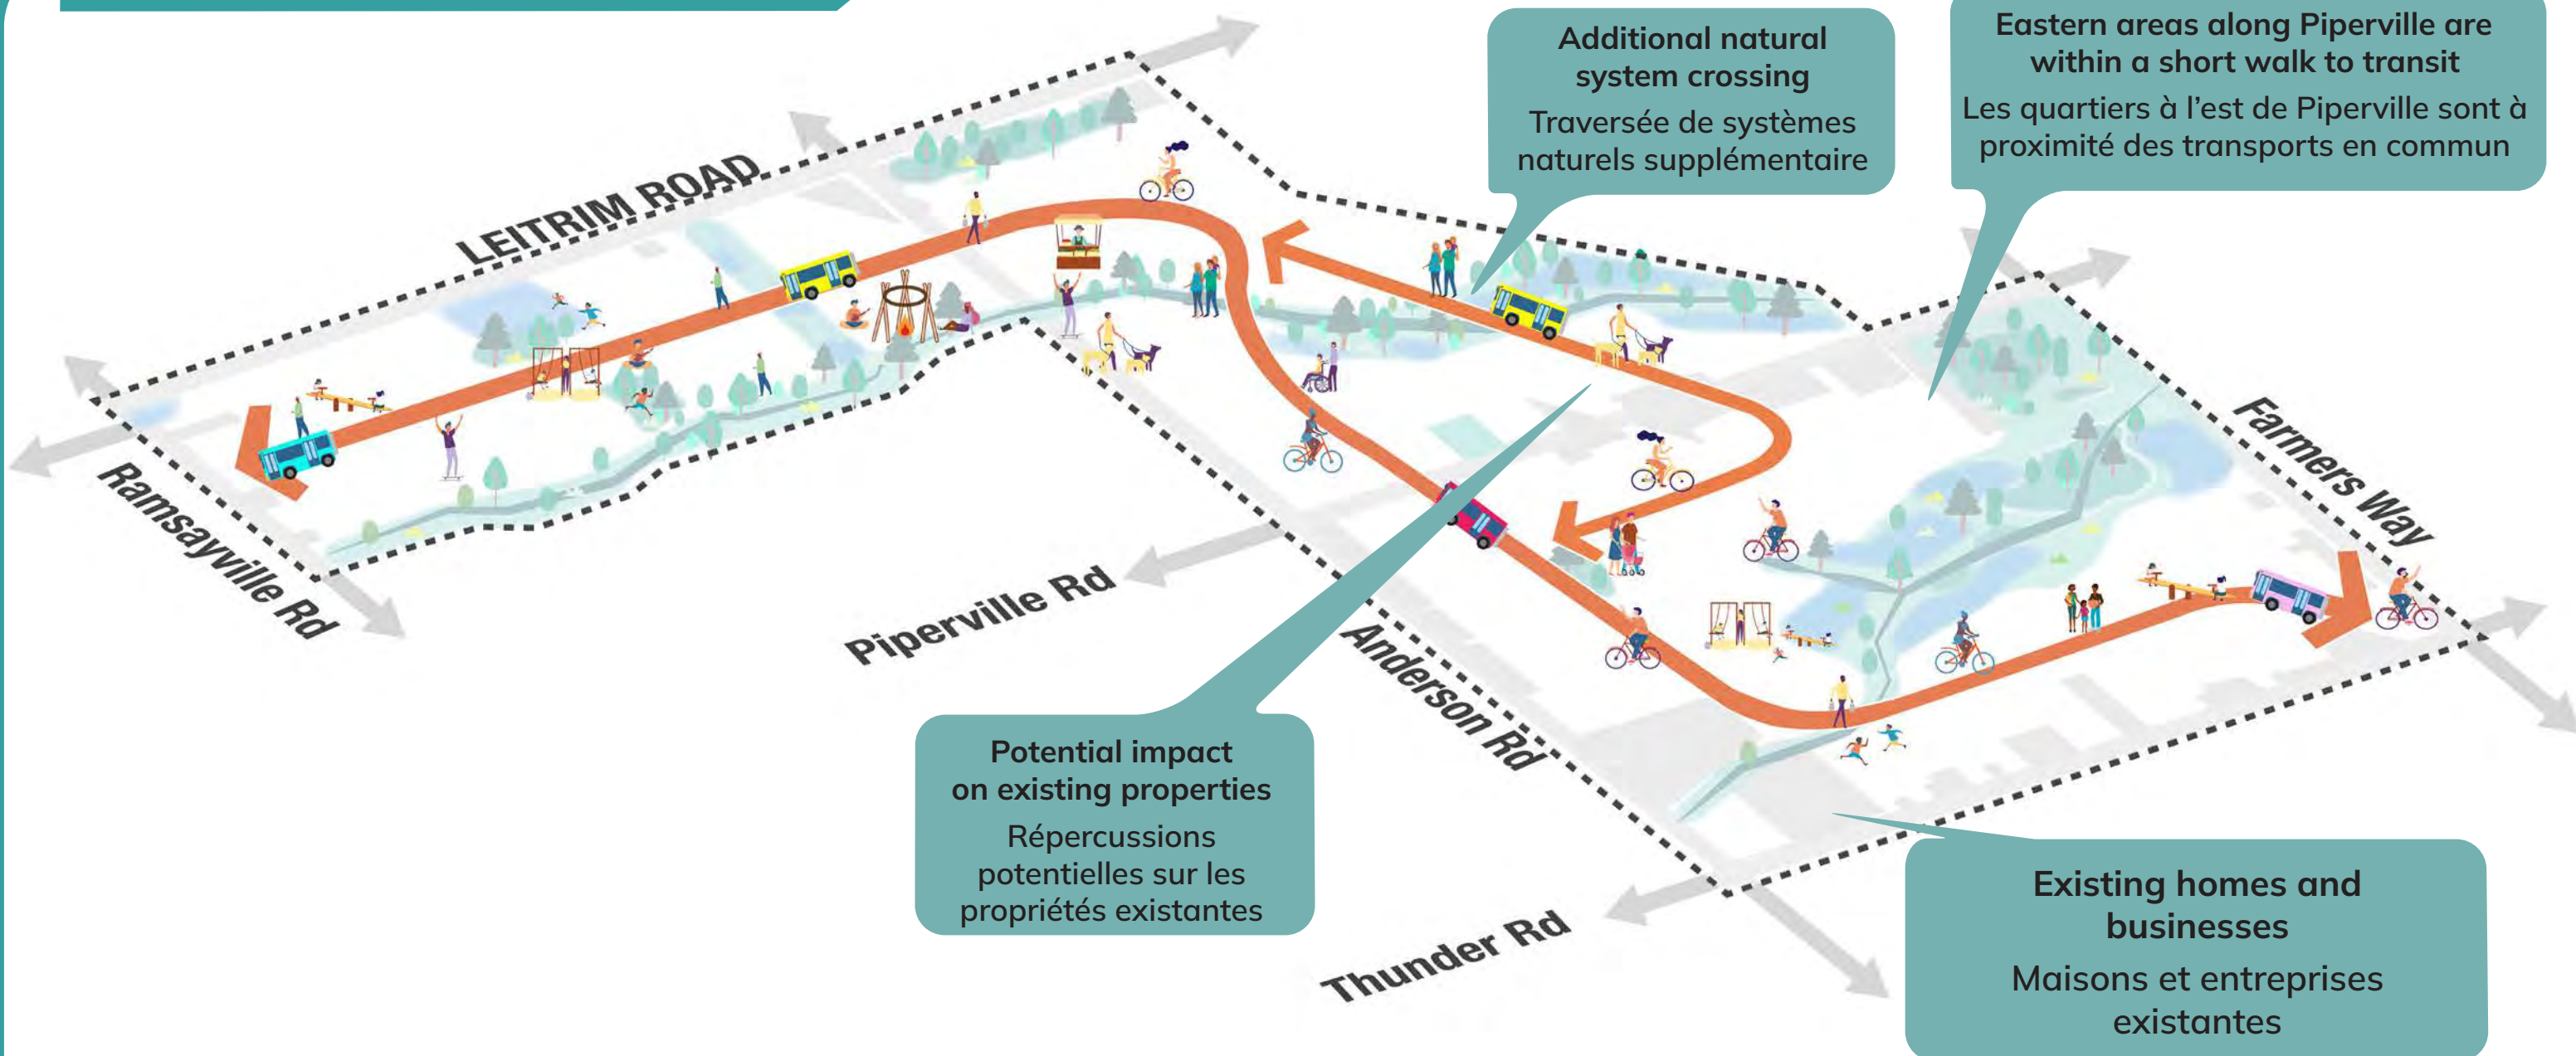 Additional natural
system crossing
Traversée de systèmes
naturels supplémentaire
Eastern areas along Piperville are
within a short walk to transit
Les quartiers à l’est de Piperville sont à
proximité des transports en commun
LEITRIM ROAD
Farmers Way
Ramsayville Rd
Piperville Rd
Anderson Rd
Potential impact
on existing properties
Répercussions
potentielles sur les
propriétés existantes
Thunder Rd
Existing homes and
businesses
Maisons et entreprises
existantes